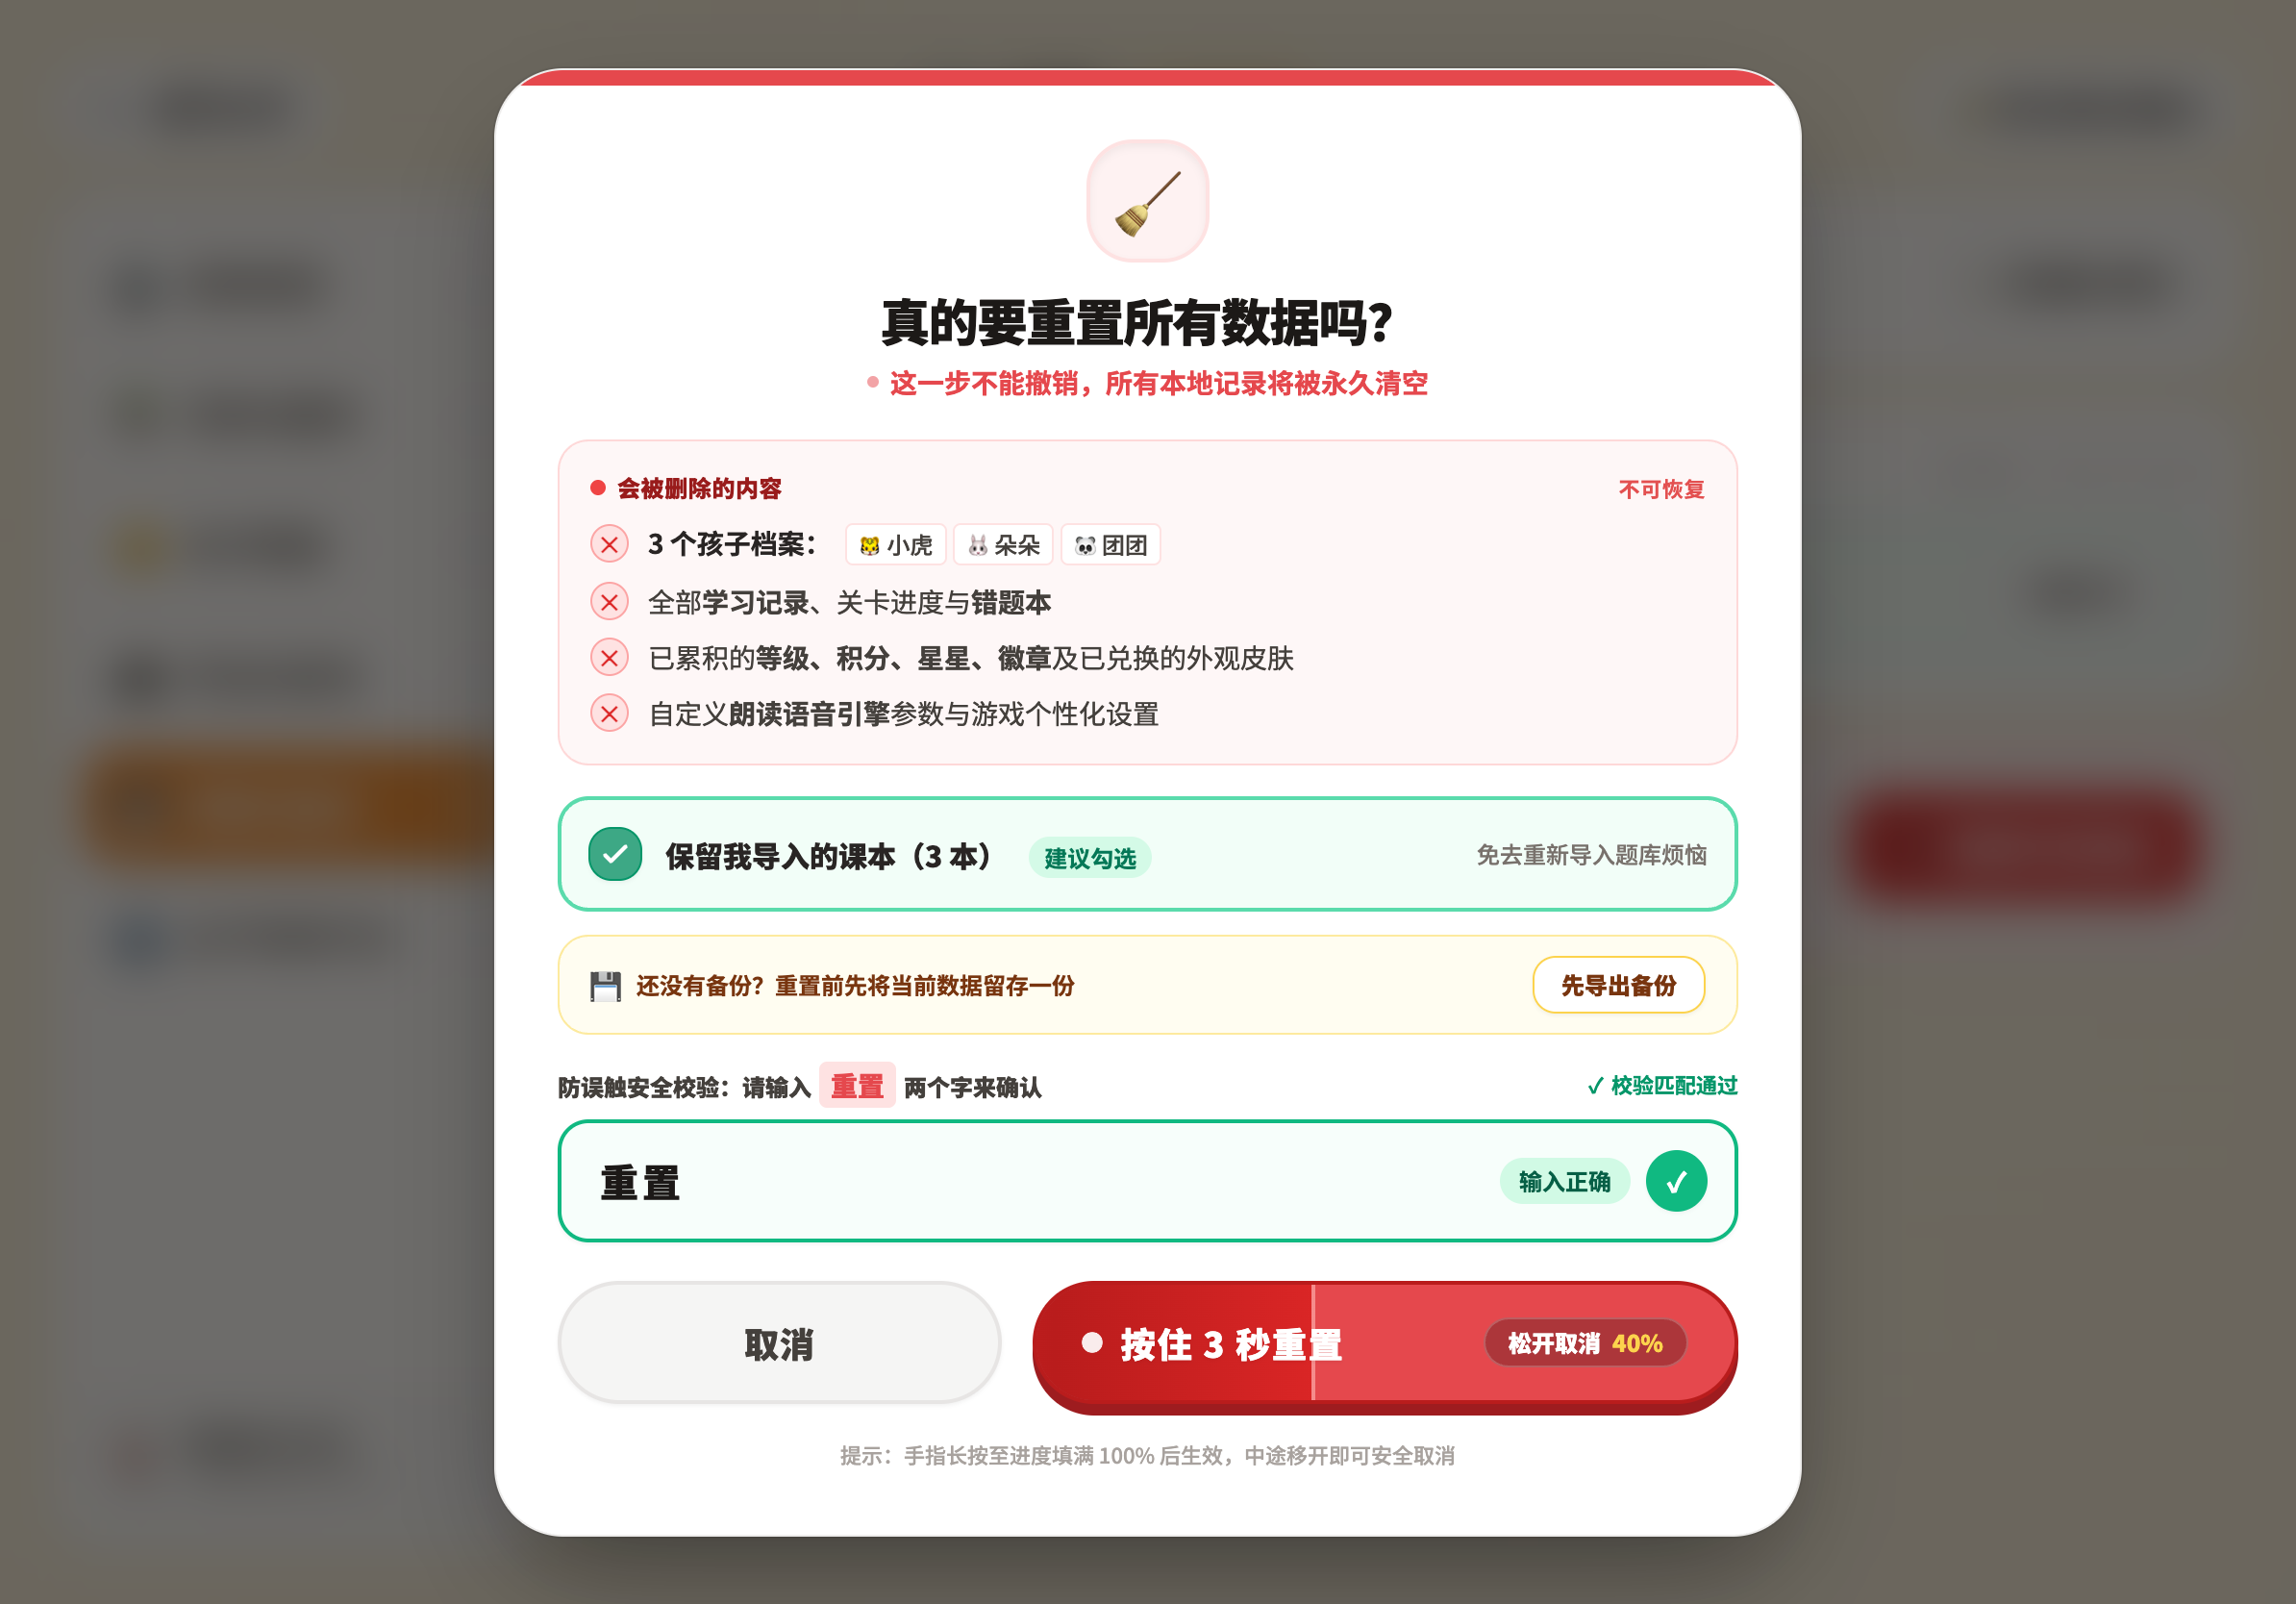 真的要重置所有数据吗？
这一步不能撤销，所有本地记录将被永久清空
会被删除的内容 不可恢复
3 个孩子档案： 小虎 朵朵 团团
全部学习记录、关卡进度与错题本
已累积的等级、积分、星星、徽章及已兑换的外观皮肤
自定义朗读语音引擎参数与游戏个性化设置
保留我导入的课本（3 本） 建议勾选 免去重新导入题库烦恼
还没有备份？重置前先将当前数据留存一份 先导出备份
防误触安全校验：请输入 重置 两个字来确认 ✓ 校验匹配通过
重置 输入正确 ✓
取消 按住 3 秒重置 松开取消 40%
提示：手指长按至进度填满 100% 后生效，中途移开即可安全取消